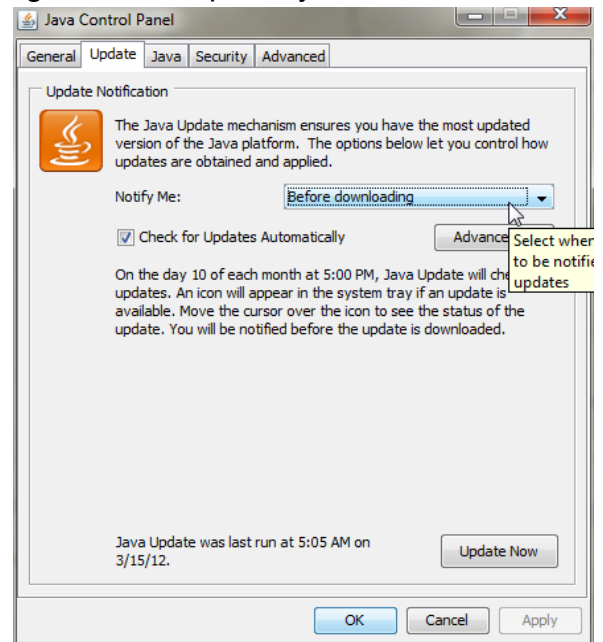 Java Control Panel
General Update Java Security Advanced
Update Notification
The Java Update mechanism ensures you have the most updated
version of the Java platform. The options below let you control how
updates are obtained and applied.
Notify Me: Before downloading
Check for Updates Automatically
Select when
to be
updates
On the day 10 of each month at 5:00 PM, Java Update will
updates. An icon will appear in the system tray if an update is
available. Move the cursor over the icon to see the status of the
update. You will be notified before the update is downloaded.
Java Update was last run at 5:05 AM on
3/15/12.
Update Now
OK Cancel Apply